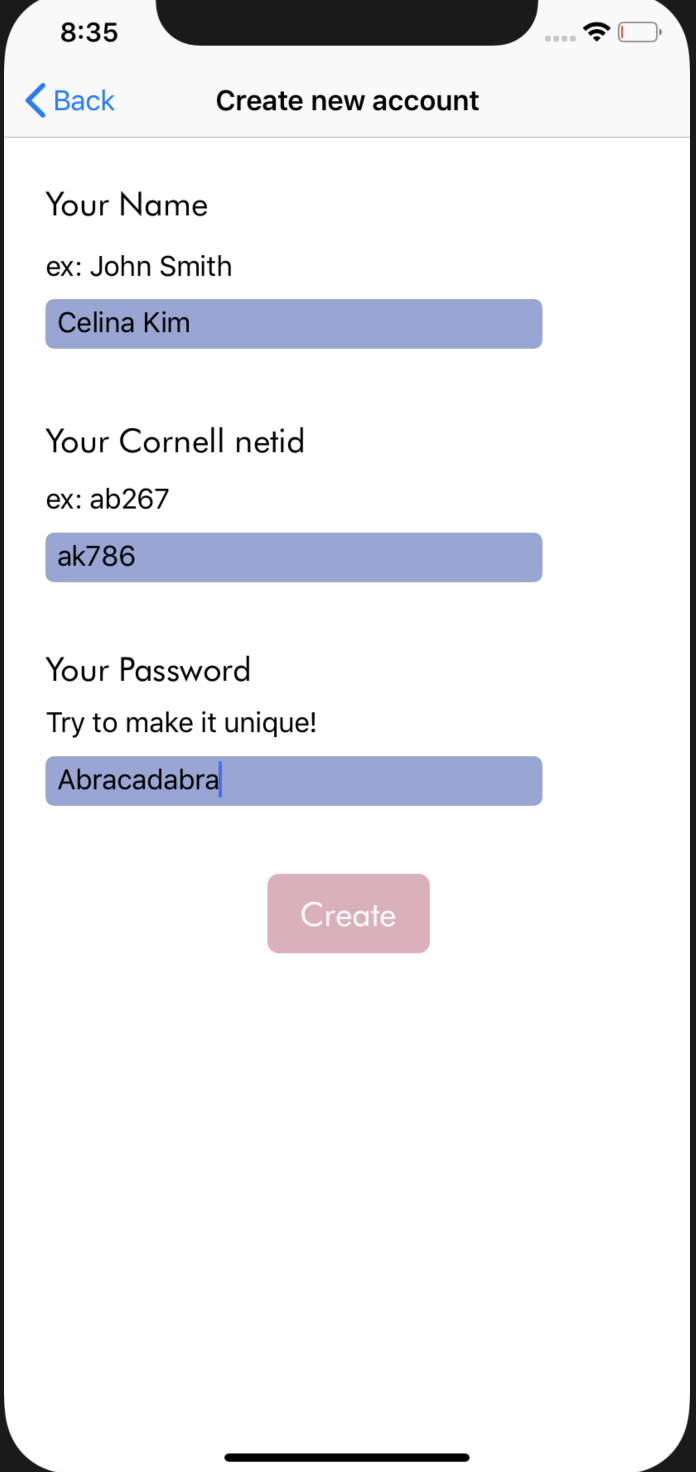 8:35
Back
Create new account
Your Name
ex: John Smith
Celina Kim
Your Cornell netid
ex: ab267
ak786
Your Password
Try to make it unique!
Abracadabra
Create